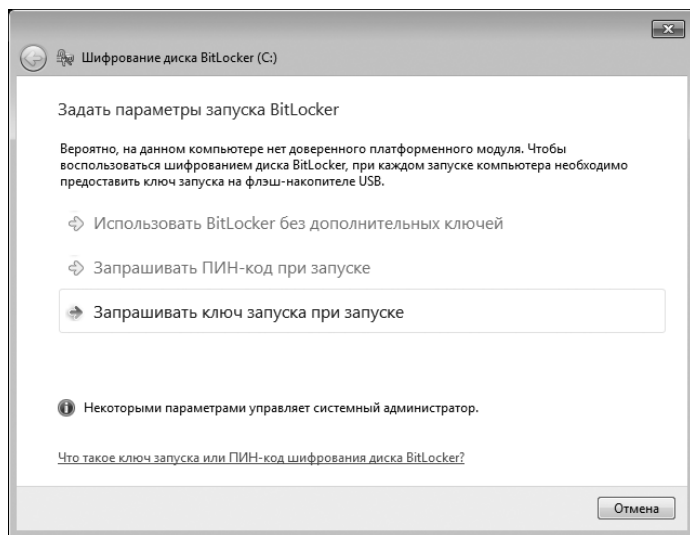 Шифрование диска BitLocker (C:)
Задать параметры запуска BitLocker
Вероятно, на данном компьютере нет доверенного платформенного модуля. Чтобы
воспользоваться шифрованием диска BitLocker, при каждом запуске компьютера необходимо
предоставить ключ запуска на флэш-накопителе USB.
Использовать BitLocker без дополнительных ключей
Запрашивать ПИН-код при запуске
Запрашивать ключ запуска при запуске
Некоторыми параметрами управляет системный администратор.
Что такое ключ запуска или ПИН-код шифрования диска BitLocker?
Отмена